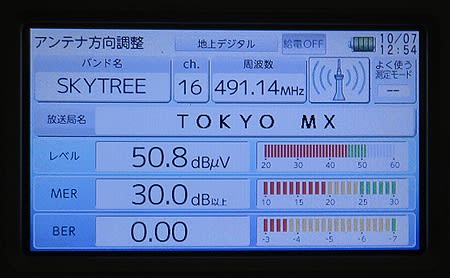 アンテナ方向調整 地上デジタル 給電OFF 10/07 12:54
バンド名 ch. 周波数 よく使う測定モード
SKYTREE 16 491.14MHz --
放送局名 TOKYO MX
レベル 50.8dBμV 20 30 40 50 60
MER 30.0dB以上 10 15 20 25 30
BER 0.00 -3 -4 -5 -6 -7